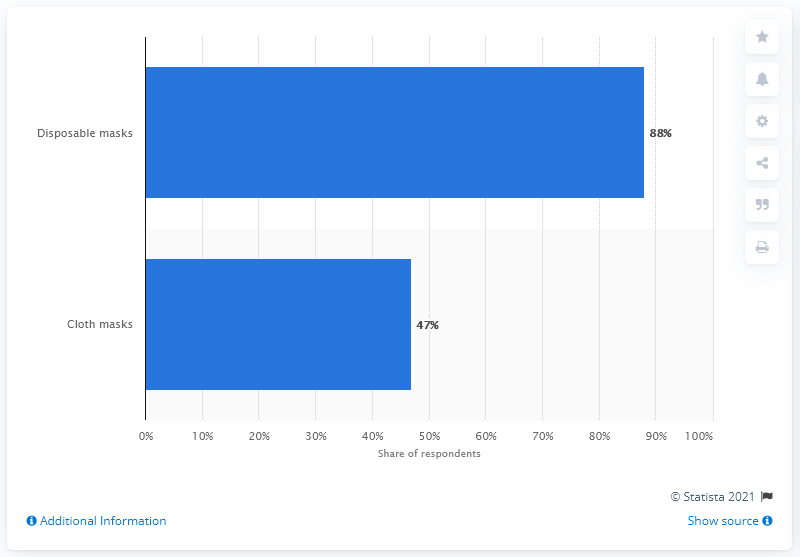 Disposable masks
88%
Cloth masks
47%
0% 10% 20% 30% 40% 50% 60% 70% 80% 90% 100%
Share of respondents
© Statista 2021
Additional Information
Show source